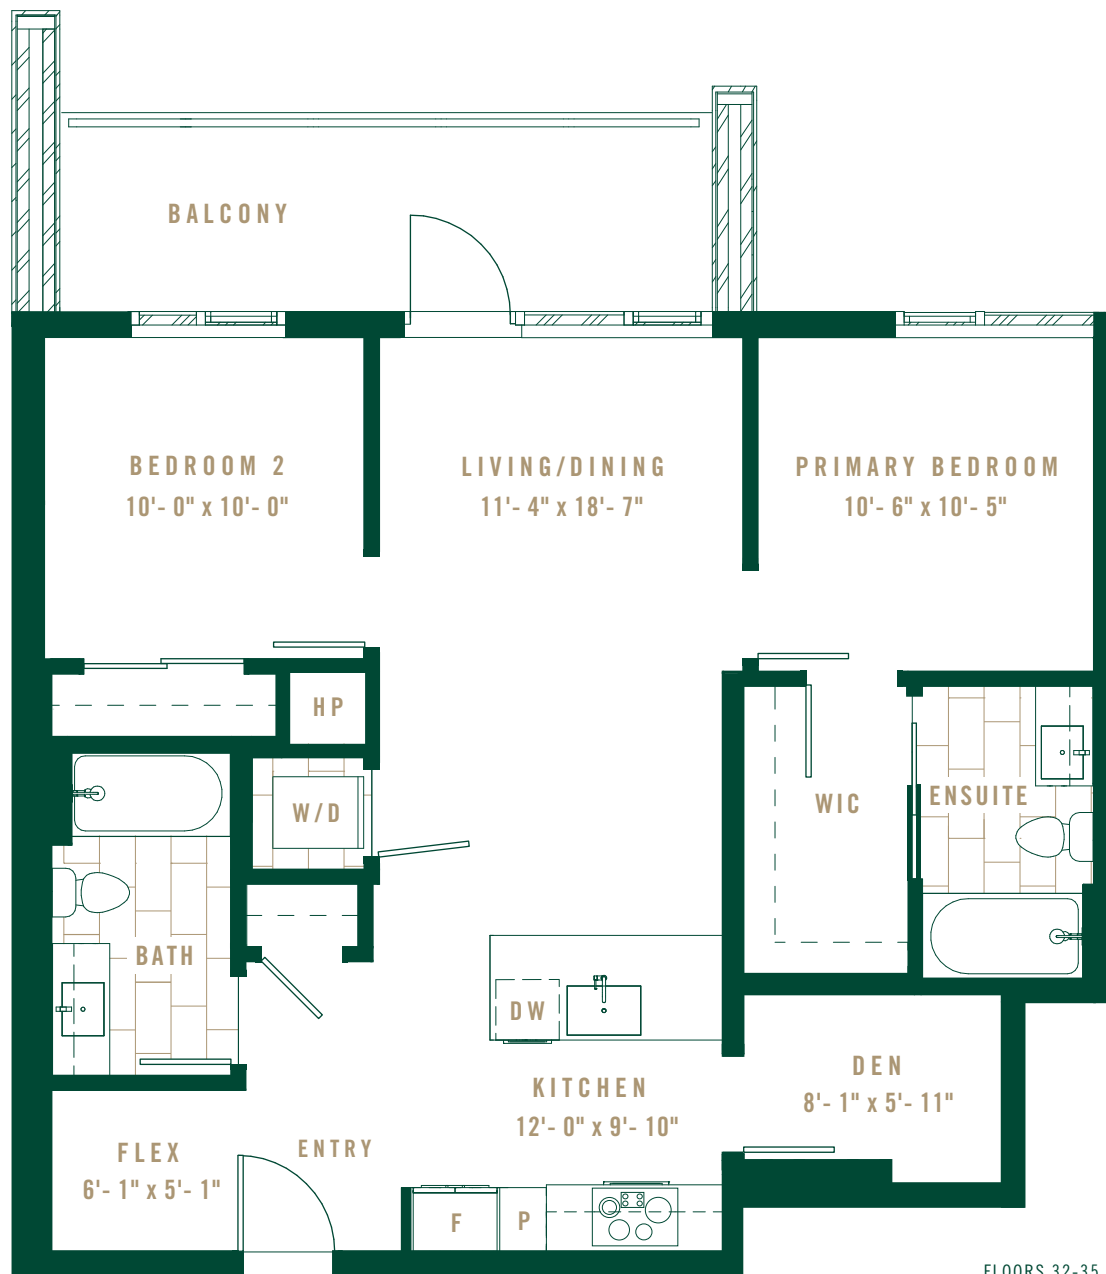 BALCONY
BEDROOM 2
10'- 0" x 10'- 0"
LIVING/DINING
11'- 4" x 18'- 7"
PRIMARY BEDROOM
10'- 6" x 10'- 5"
HP
W/D
WIC
ENSUITE
BATH
DW
KITCHEN
12'- 0" x 9'- 10"
DEN
8'- 1" x 5'- 11"
FLEX
6'- 1" x 5'- 1"
ENTRY
F
P
FLOORS 32-35